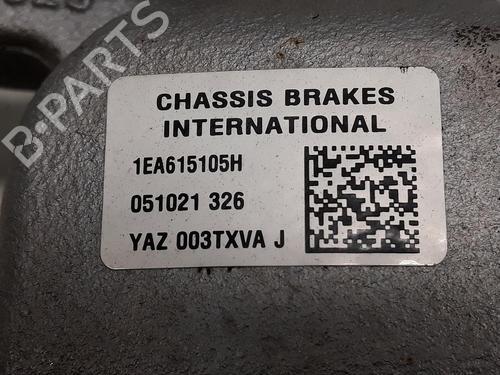 B-PARTS
CHASSIS BRAKES
INTERNATIONAL
1EA615105H
051021 326
YAZ 003TXVA J